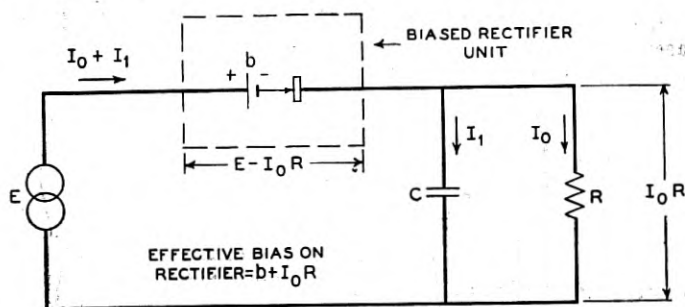 BIASED RECTIFIER
UNIT
I₀ + I₁
b
+ -
E - I₀R
I₁
I₀
E
C
R
I₀R
EFFECTIVE BIAS ON
RECTIFIER=b+I₀R